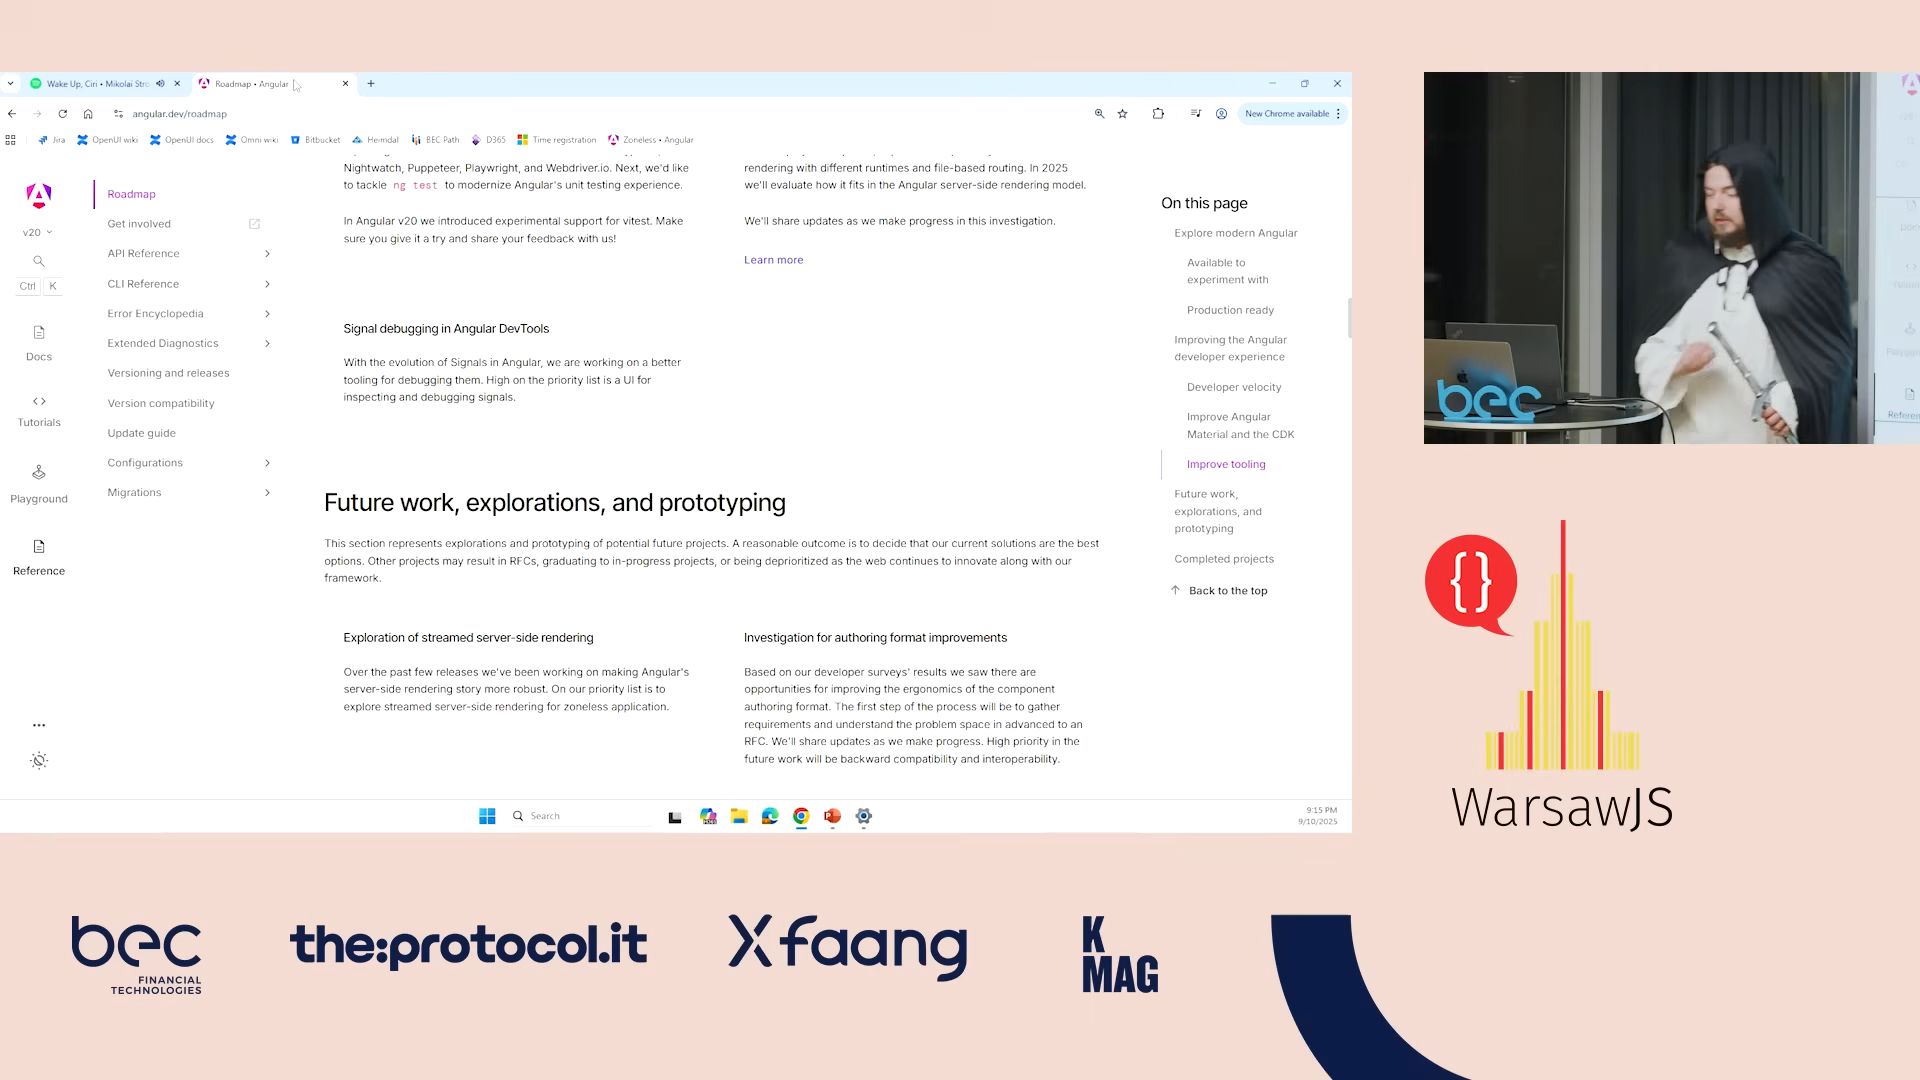 Wake Up, Ciri • Mikolai Stro
Roadmap • Angular
angular.dev/roadmap
New Chrome available
Jira
OpenUI wiki
OpenUI docs
Omni wiki
Bitbucket
Heimdal
BEC Path
D365
Time registration
Zoneless • Angular
v20
Ctrl K
Docs
Tutorials
Playground
Reference
Roadmap
Get involved
API Reference
CLI Reference
Error Encyclopedia
Extended Diagnostics
Versioning and releases
Version compatibility
Update guide
Configurations
Migrations
Nightwatch, Puppeteer, Playwright, and Webdriver.io. Next, we'd like
to tackle ng test to modernize Angular's unit testing experience.
In Angular v20 we introduced experimental support for vitest. Make
sure you give it a try and share your feedback with us!
rendering with different runtimes and file-based routing. In 2025
we'll evaluate how it fits in the Angular server-side rendering model.
We'll share updates as we make progress in this investigation.
Learn more
Signal debugging in Angular DevTools
With the evolution of Signals in Angular, we are working on a better
tooling for debugging them. High on the priority list is a UI for
inspecting and debugging signals.
Future work, explorations, and prototyping
This section represents explorations and prototyping of potential future projects. A reasonable outcome is to decide that our current solutions are the best
options. Other projects may result in RFCs, graduating to in-progress projects, or being deprioritized as the web continues to innovate along with our
framework.
Exploration of streamed server-side rendering
Over the past few releases we've been working on making Angular's
server-side rendering story more robust. On our priority list is to
explore streamed server-side rendering for zoneless application.
Investigation for authoring format improvements
Based on our developer surveys' results we saw there are
opportunities for improving the ergonomics of the component
authoring format. The first step of the process will be to gather
requirements and understand the problem space in advanced to an
RFC. We'll share updates as we make progress. High priority in the
future work will be backward compatibility and interoperability.
On this page
Explore modern Angular
Available to
experiment with
Production ready
Improving the Angular
developer experience
Developer velocity
Improve Angular
Material and the CDK
Improve tooling
Future work,
explorations, and
prototyping
Completed projects
Back to the top
Search
9:15 PM
9/10/2025
bec
{}
WarsawJS
bec
FINANCIAL
TECHNOLOGIES
the:protocol.it
Xfaang
K
MAG